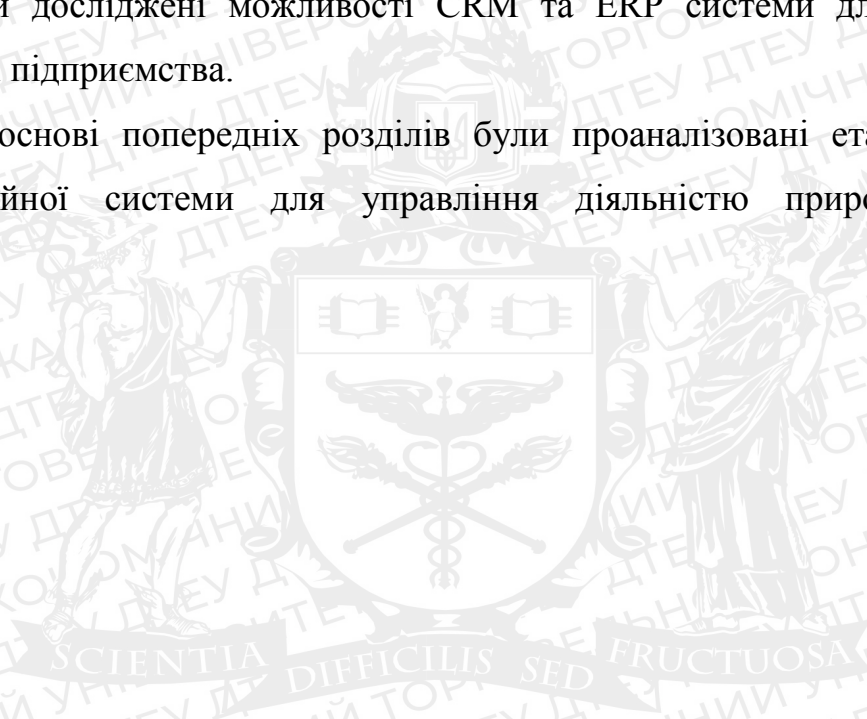 и досліджені можливості CRM та ERP системи дл
підприємства.
основі попередніх розділів були проаналізовані ета
йної системи для управління діяльністю приро
SCIENTIA DIFFICILIS SED FRUCTUOSA